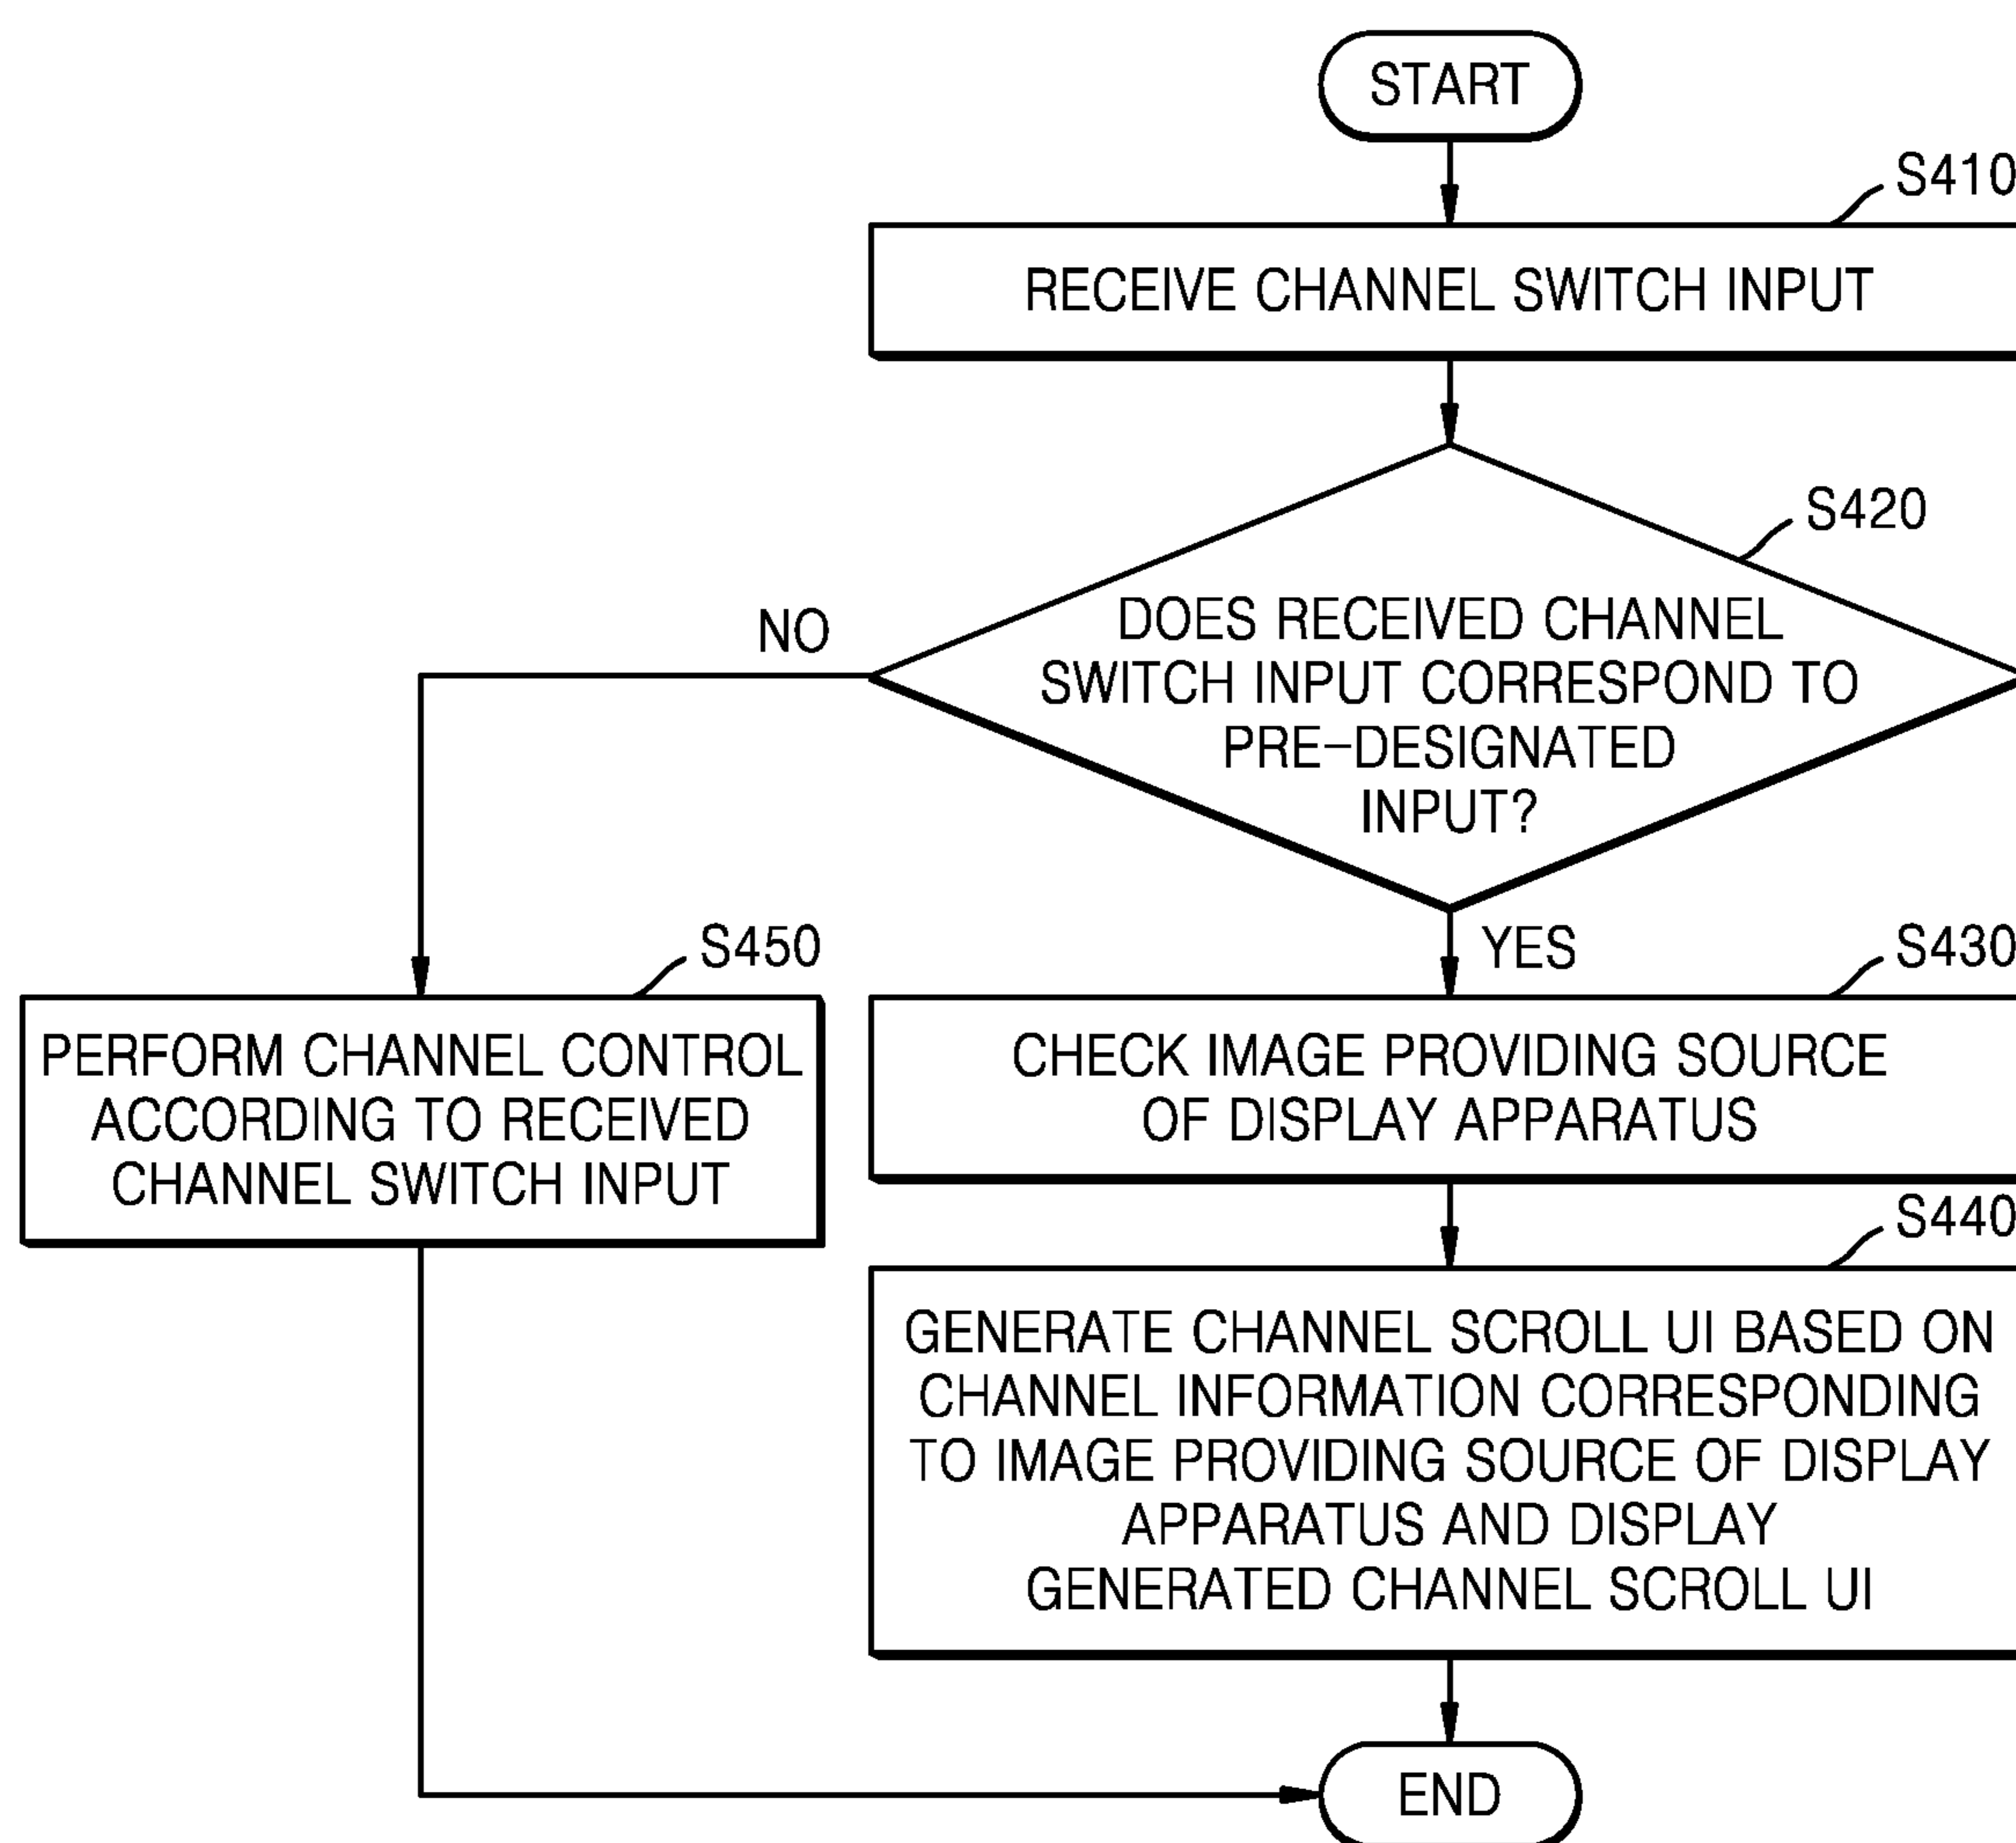 START
S410
RECEIVE CHANNEL SWITCH INPUT
S420
DOES RECEIVED CHANNEL
SWITCH INPUT CORRESPOND TO
PRE-DESIGNATED
INPUT?
NO
YES
S450
PERFORM CHANNEL CONTROL
ACCORDING TO RECEIVED
CHANNEL SWITCH INPUT
S430
CHECK IMAGE PROVIDING SOURCE
OF DISPLAY APPARATUS
S440
GENERATE CHANNEL SCROLL UI BASED ON
CHANNEL INFORMATION CORRESPONDING
TO IMAGE PROVIDING SOURCE OF DISPLAY
APPARATUS AND DISPLAY
GENERATED CHANNEL SCROLL UI
END